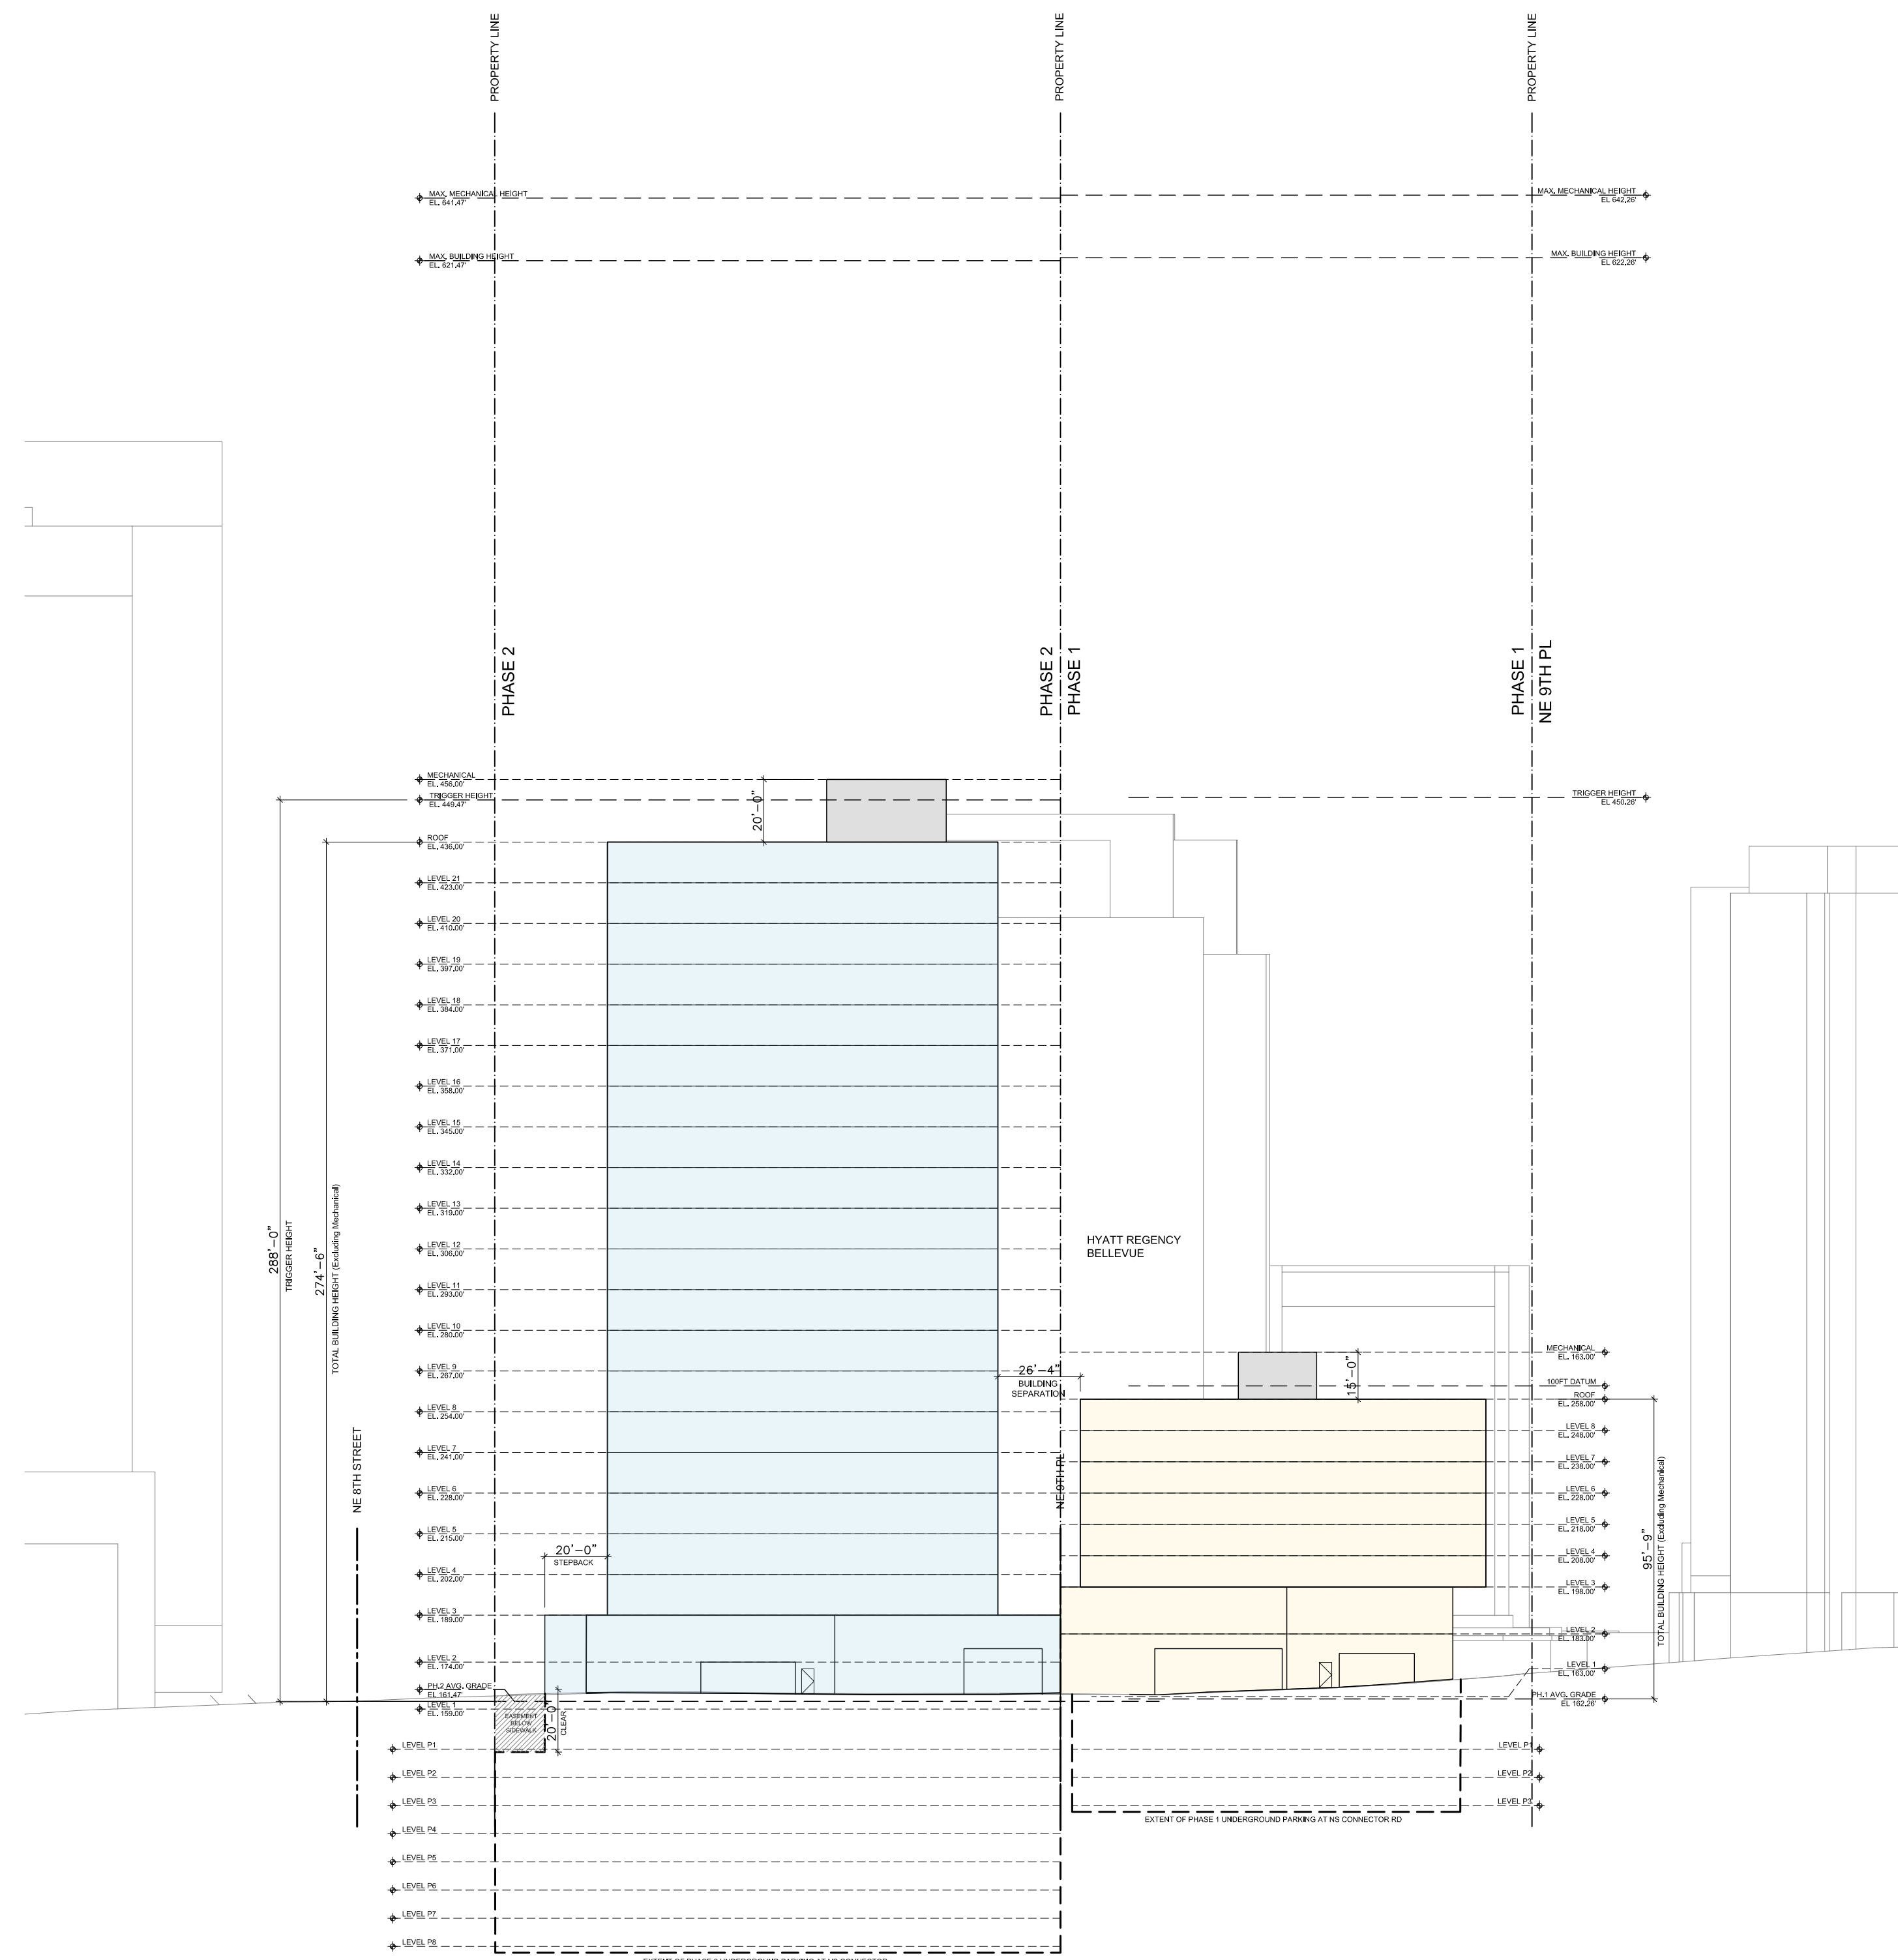 PROPERTY LINE
PROPERTY LINE
PROPERTY LINE
MAX. MECHANICAL HEIGHT
EL. 641.47'
MAX. MECHANICAL HEIGHT
EL 642.26'
MAX. BUILDING HEIGHT
EL. 621.47'
MAX. BUILDING HEIGHT
EL 622.26'
PHASE 2
PHASE 2
PHASE 1
PHASE 1
NE 9TH PL
MECHANICAL
EL. 456.00'
TRIGGER HEIGHT
EL. 449.47'
20'-0"
TRIGGER HEIGHT
EL 450.26'
ROOF
EL. 436.00'
LEVEL 21
EL. 423.00'
LEVEL 20
EL. 410.00'
LEVEL 19
EL. 397.00'
LEVEL 18
EL. 384.00'
LEVEL 17
EL. 371.00'
LEVEL 16
EL. 358.00'
LEVEL 15
EL. 345.00'
LEVEL 14
EL. 332.00'
LEVEL 13
EL. 319.00'
LEVEL 12
EL. 306.00'
LEVEL 11
EL. 293.00'
LEVEL 10
EL. 280.00'
LEVEL 9
EL. 267.00'
LEVEL 8
EL. 254.00'
LEVEL 7
EL. 241.00'
LEVEL 6
EL. 228.00'
LEVEL 5
EL. 215.00'
LEVEL 4
EL. 202.00'
LEVEL 3
EL. 189.00'
LEVEL 2
EL. 174.00'
PH.2 AVG. GRADE
EL 161.47'
LEVEL 1
EL. 159.00'
288'-0"
TRIGGER HEIGHT
274'-6"
TOTAL BUILDING HEIGHT (Excluding Mechanical)
NE 8TH STREET
HYATT REGENCY
BELLEVUE
26'-4"
BUILDING
SEPARATION
NE 9TH PL
15'-0"
20'-0"
STEPBACK
MECHANICAL
EL. 163.00'
100FT DATUM
ROOF
EL. 258.00'
LEVEL 8
EL. 248.00'
LEVEL 7
EL. 238.00'
LEVEL 6
EL. 228.00'
LEVEL 5
EL. 218.00'
LEVEL 4
EL. 208.00'
LEVEL 3
EL. 198.00'
LEVEL 2
EL. 183.00'
LEVEL 1
EL. 163.00'
PH.1 AVG. GRADE
EL 162.26'
95'-9"
TOTAL BUILDING HEIGHT (Excluding Mechanical)
EASEMENT
BELOW
SIDEWALK
20'-0"
CLEAR
LEVEL P1
LEVEL P2
LEVEL P3
LEVEL P4
LEVEL P5
LEVEL P6
LEVEL P7
LEVEL P8
LEVEL P1
LEVEL P2
LEVEL P3
EXTENT OF PHASE 1 UNDERGROUND PARKING AT NS CONNECTOR RD
EXTENT OF PHASE 2 UNDERGROUND PARKING AT NS CONNECTOR